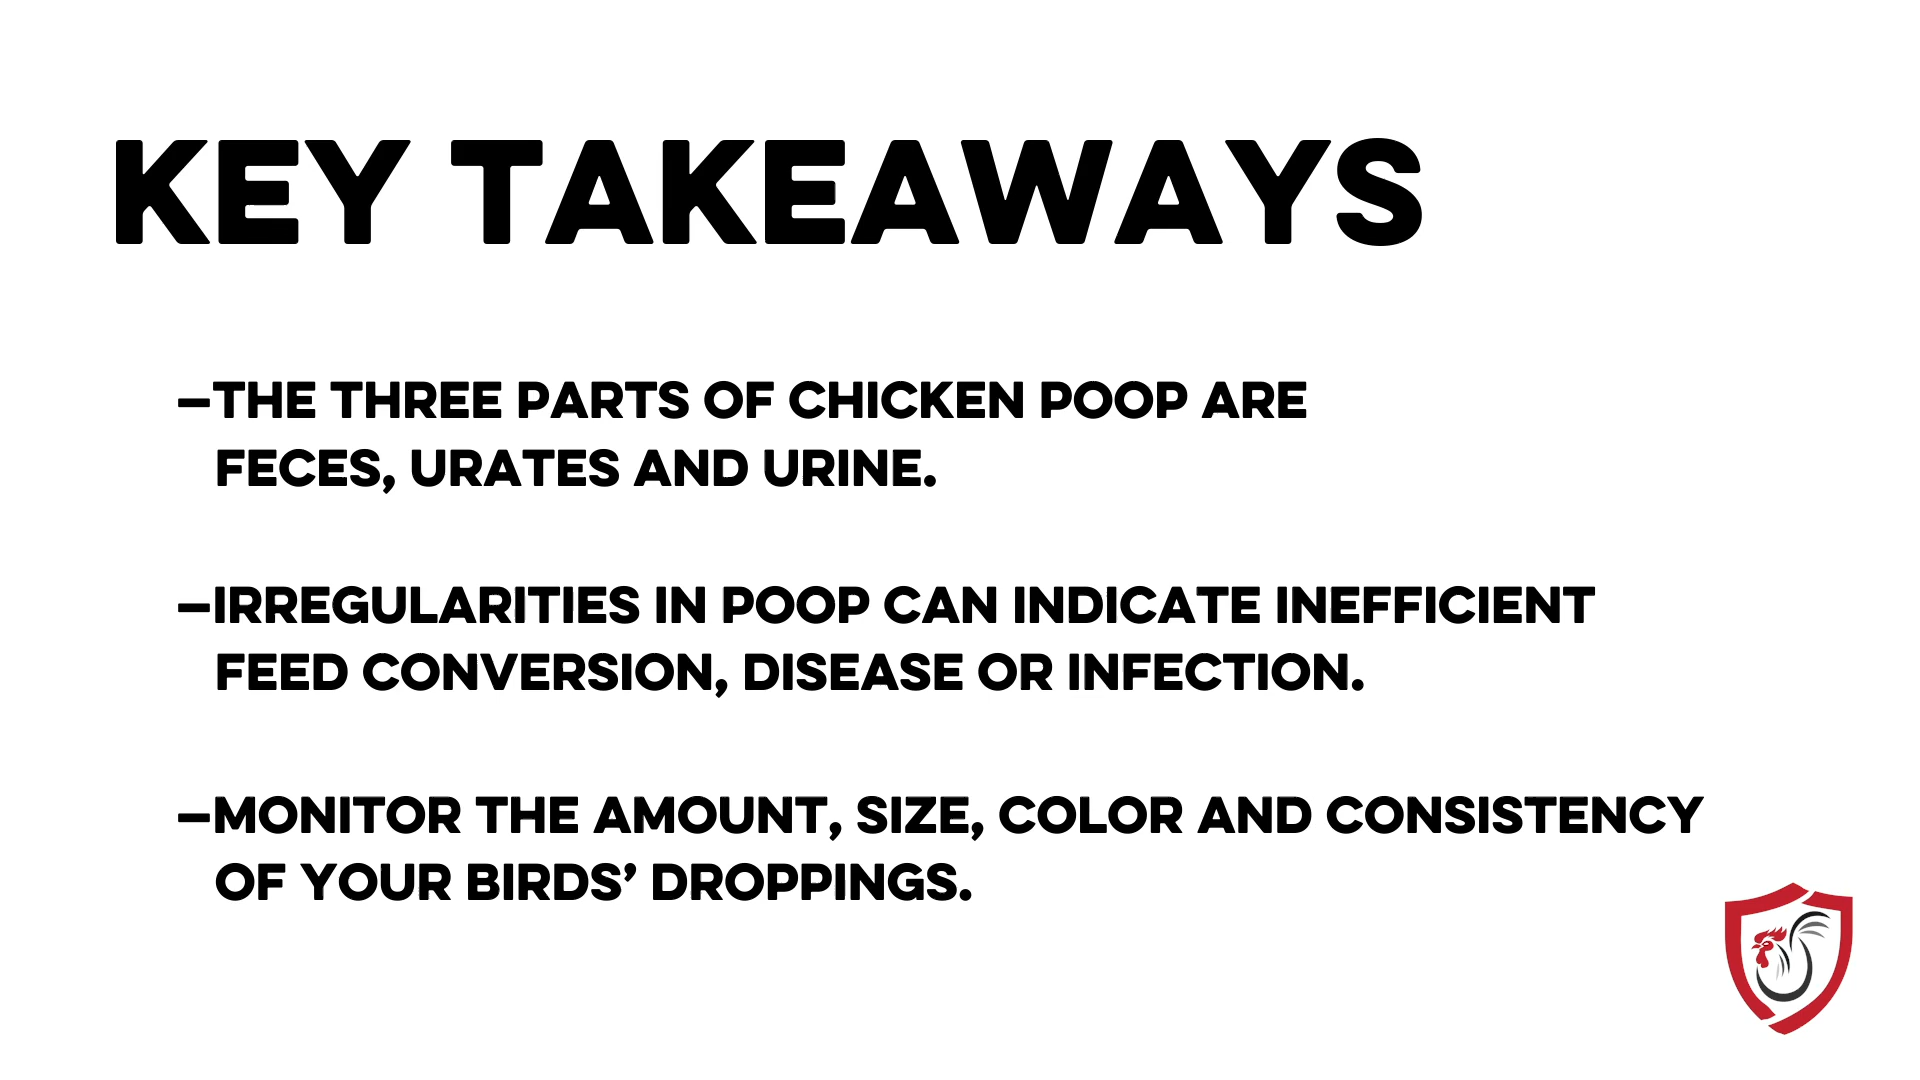 KEY TAKEAWAYS
–THE THREE PARTS OF CHICKEN POOP ARE
FECES, URATES AND URINE.
–IRREGULARITIES IN POOP CAN INDICATE INEFFICIENT
FEED CONVERSION, DISEASE OR INFECTION.
–MONITOR THE AMOUNT, SIZE, COLOR AND CONSISTENCY
OF YOUR BIRDS’ DROPPINGS.